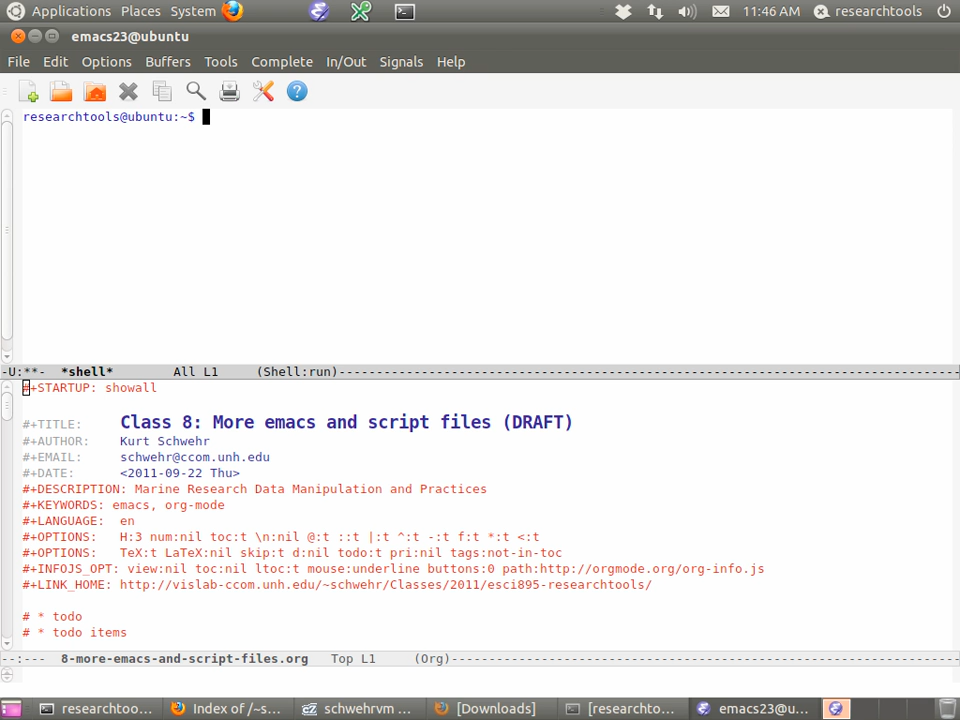 Applications Places System 11:46 AM researchtools
emacs23@ubuntu
File Edit Options Buffers Tools Complete In/Out Signals Help
researchtools@ubuntu:~$
-U:**- *shell* All L1 (Shell:run)--------------------------------------------------------------------------------
#+STARTUP: showall
#+TITLE: Class 8: More emacs and script files (DRAFT)
#+AUTHOR: Kurt Schwehr
#+EMAIL: schwehr@ccom.unh.edu
#+DATE: <2011-09-22 Thu>
#+DESCRIPTION: Marine Research Data Manipulation and Practices
#+KEYWORDS: emacs, org-mode
#+LANGUAGE: en
#+OPTIONS: H:3 num:nil toc:t \n:nil @:t ::t |:t ^:t -:t f:t *:t <:t
#+OPTIONS: TeX:t LaTeX:nil skip:t d:nil todo:t pri:nil tags:not-in-toc
#+INFOJS_OPT: view:nil toc:nil ltoc:t mouse:underline buttons:0 path:http://orgmode.org/org-info.js
#+LINK_HOME: http://vislab-ccom.unh.edu/~schwehr/Classes/2011/esci895-researchtools/
# * todo
# * todo items
--:--- 8-more-emacs-and-script-files.org Top L1 (Org)--------------------------------------------------------------------
researchtoo... Index of /~s... schwehrvm ... [Downloads] [researchto... emacs23@u...